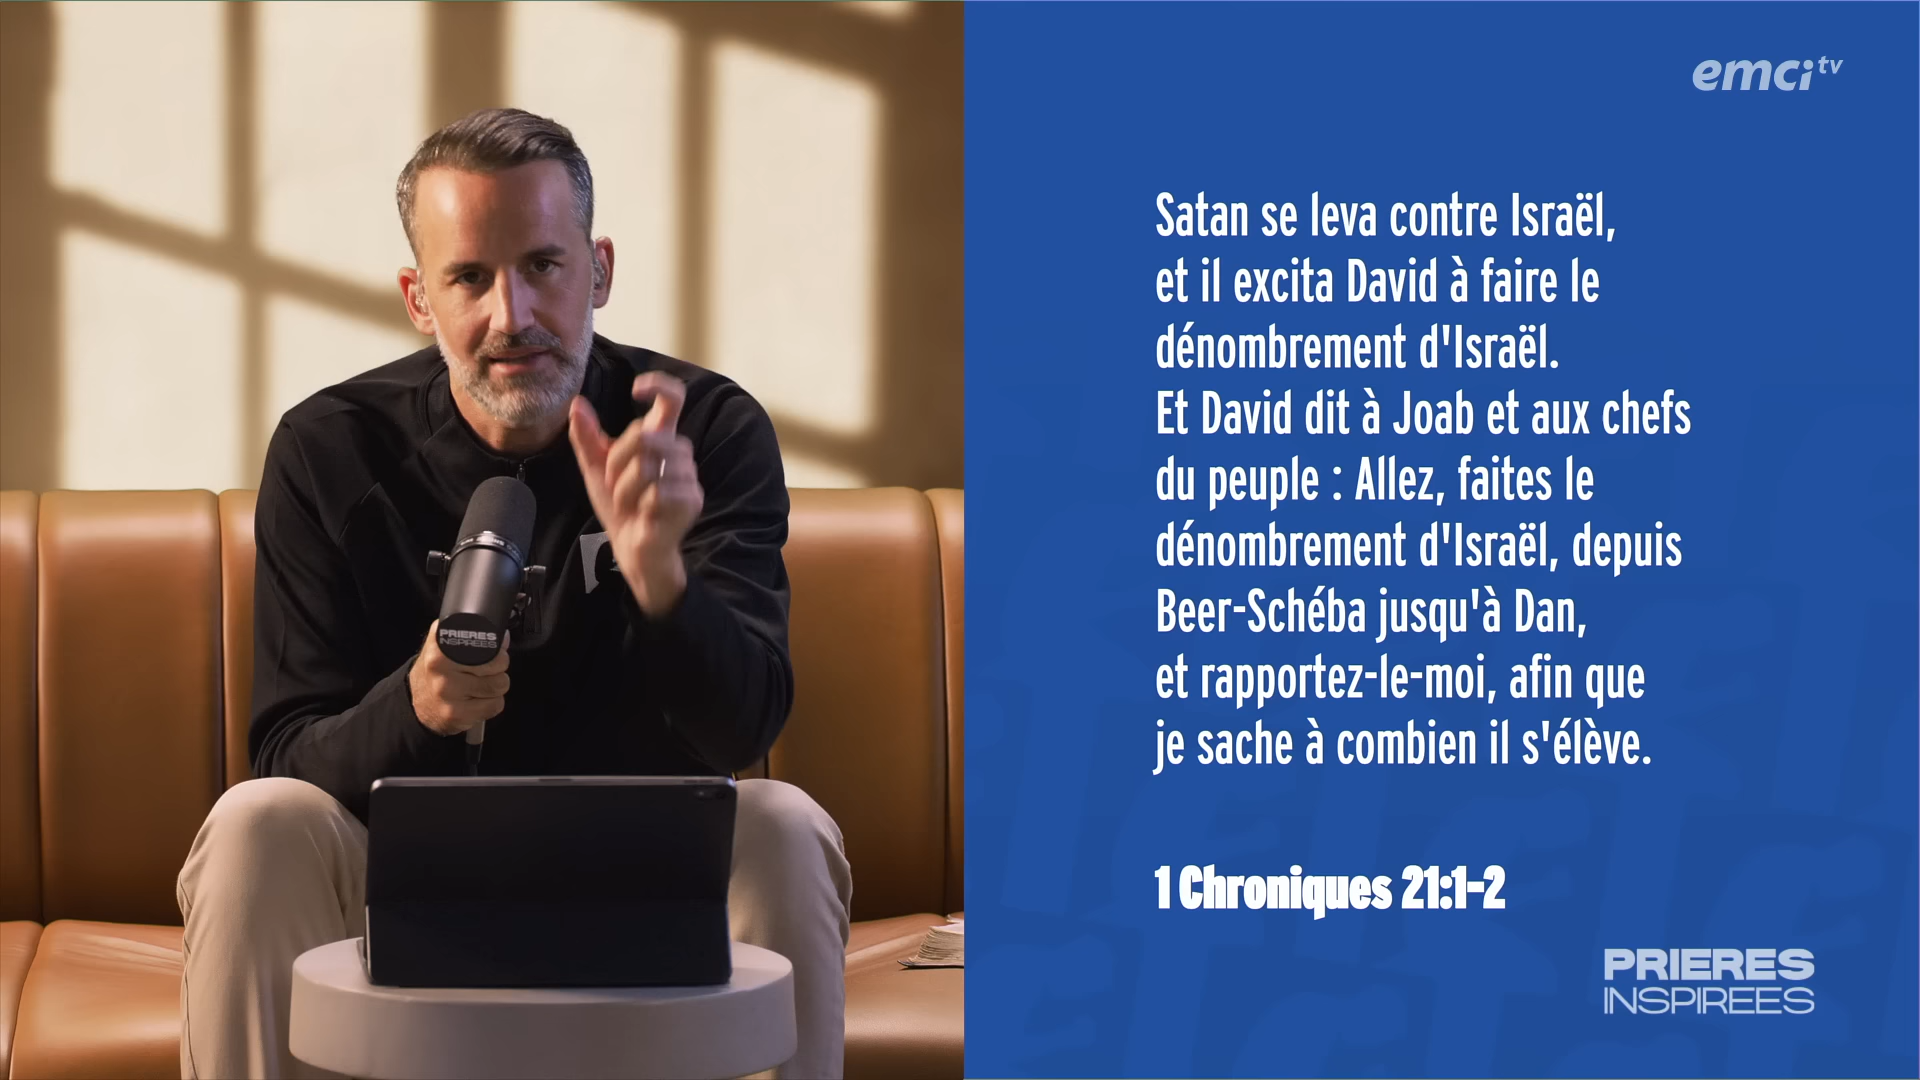 emci tv
Satan se leva contre Israël,
et il excita David à faire le
dénombrement d'Israël.
Et David dit à Joab et aux chefs
du peuple : Allez, faites le
dénombrement d'Israël, depuis
Beer-Schéba jusqu'à Dan,
et rapportez-le-moi, afin que
je sache à combien il s'élève.
1 Chroniques 21:1-2
PRIERES
INSPIREES
PRIERES
INSPIREES